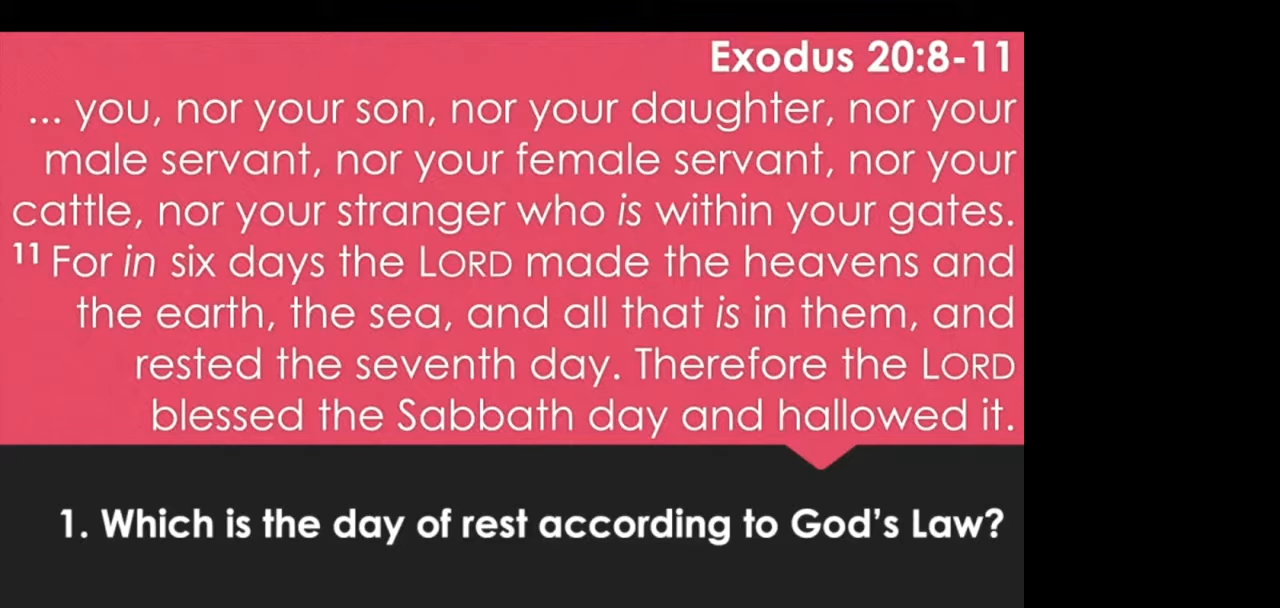 Exodus 20:8-11
... you, nor your son, nor your daughter, nor your
male servant, nor your female servant, nor your
cattle, nor your stranger who is within your gates.
11 For in six days the LORD made the heavens and
the earth, the sea, and all that is in them, and
rested the seventh day. Therefore the LORD
blessed the Sabbath day and hallowed it.
1. Which is the day of rest according to God’s Law?